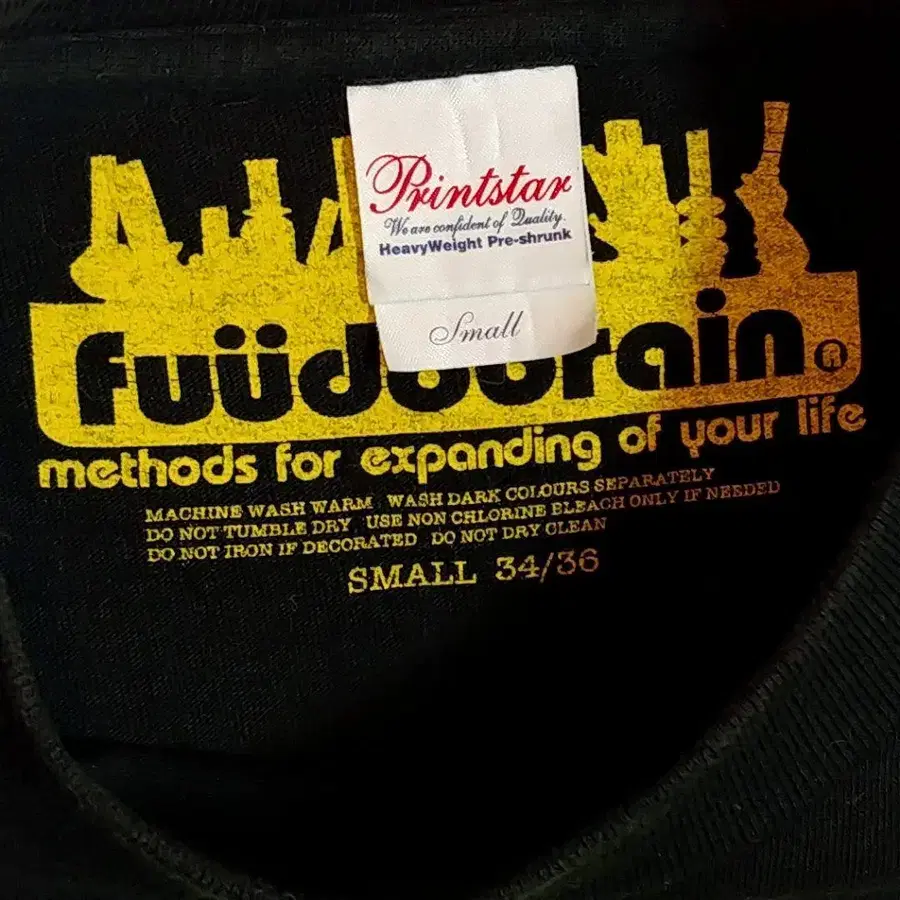 Printstar
We are confident of Quality.
HeavyWeight Pre-shrunk
Small
fuüdobrain®
methods for expanding of your life
MACHINE WASH WARM WASH DARK COLOURS SEPARATELY
DO NOT TUMBLE DRY USE NON CHLORINE BLEACH ONLY IF NEEDED
DO NOT IRON IF DECORATED DO NOT DRY CLEAN
SMALL 34/36